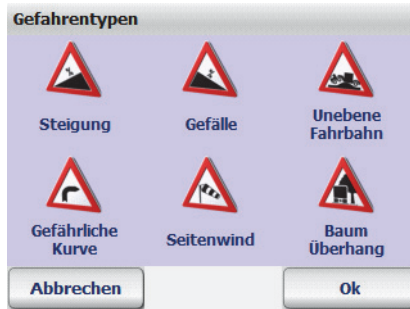 Gefahrentypen
Steigung
Gefälle
Unebene
Fahrbahn
Gefährliche
Kurve
Seitenwind
Baum
Überhang
Abbrechen
Ok